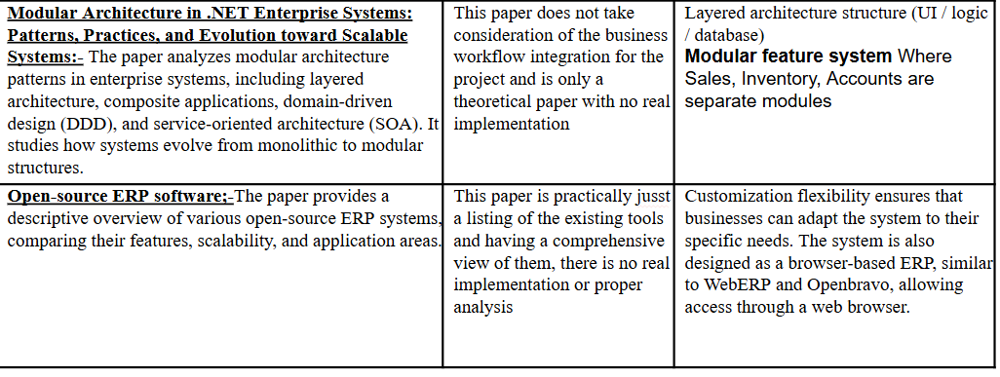 Modular Architecture in .NET Enterprise Systems:
Patterns, Practices, and Evolution toward Scalable
Systems:- The paper analyzes modular architecture
patterns in enterprise systems, including layered
architecture, composite applications, domain-driven
design (DDD), and service-oriented architecture (SOA). It
studies how systems evolve from monolithic to modular
structures.
This paper does not take
consideration of the business
workflow integration for the
project and is only a
theoretical paper with no real
implementation
Layered architecture structure (UI / logic
/ database)
Modular feature system Where
Sales, Inventory, Accounts are
separate modules
Open-source ERP software;-The paper provides a
descriptive overview of various open-source ERP systems,
comparing their features, scalability, and application areas.
This paper is practically jusst
a listing of the existing tools
and having a comprehensive
view of them, there is no real
implementation or proper
analysis
Customization flexibility ensures that
businesses can adapt the system to their
specific needs. The system is also
designed as a browser-based ERP, similar
to WebERP and Openbravo, allowing
access through a web browser.